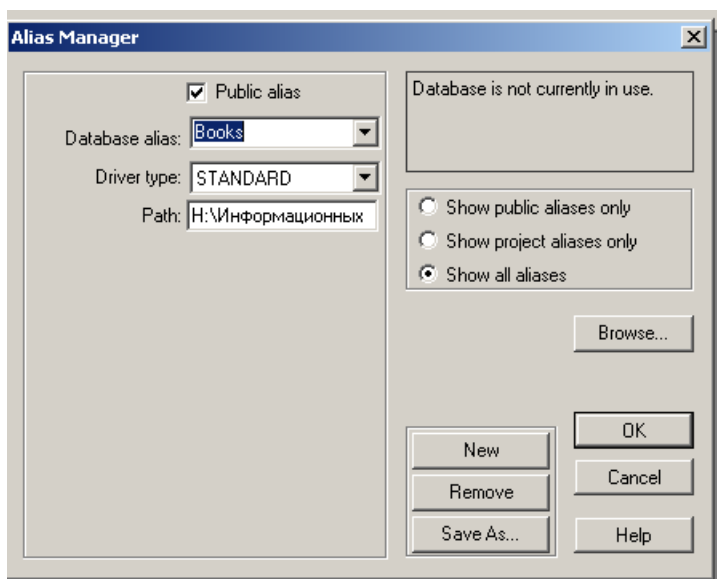 Alias Manager
Public alias
Database alias: Books
Driver type: STANDARD
Path: H:\Информационных
Database is not currently in use.
Show public aliases only
Show project aliases only
Show all aliases
Browse...
New
Remove
Save As...
OK
Cancel
Help